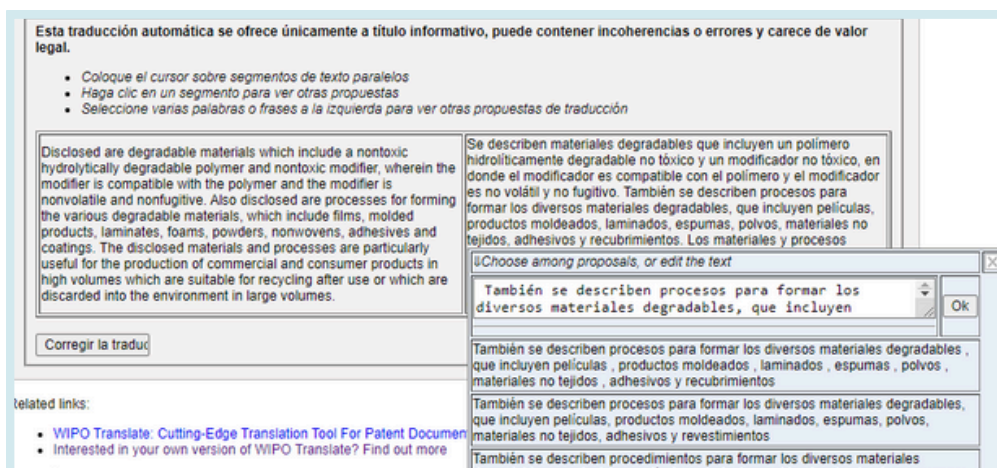 Esta traducción automática se ofrece únicamente a título informativo, puede contener incoherencias o errores y carece de valor
legal.
Coloque el cursor sobre segmentos de texto paralelos
Haga clic en un segmento para ver otras propuestas
Seleccione varias palabras o frases a la izquierda para ver otras propuestas de traducción
Disclosed are degradable materials which include a nontoxic
hydrolytically degradable polymer and nontoxic modifier, wherein the
modifier is compatible with the polymer and the modifier is
nonvolatile and nonfugitive. Also disclosed are processes for forming
the various degradable materials, which include films, molded
products, laminates, foams, powders, nonwovens, adhesives and
coatings. The disclosed materials and processes are particularly
useful for the production of commercial and consumer products in
high volumes which are suitable for recycling after use or which are
discarded into the environment in large volumes.
Se describen materiales degradables que incluyen un polímero
hidrolíticamente degradable no tóxico y un modificador no tóxico, en
donde el modificador es compatible con el polímero y el modificador
es no volátil y no fugitivo. También se describen procesos para
formar los diversos materiales degradables, que incluyen películas,
productos moldeados, laminados, espumas, polvos, materiales no
tejidos, adhesivos y recubrimientos. Los materiales y procesos
⇓Choose among proposals, or edit the text
También se describen procesos para formar los
diversos materiales degradables, que incluyen
Ok
También se describen procesos para formar los diversos materiales degradables ,
que incluyen películas , productos moldeados , laminados , espumas , polvos ,
materiales no tejidos , adhesivos y recubrimientos
También se describen procesos para formar los diversos materiales degradables,
que incluyen películas, productos moldeados, laminados, espumas, polvos,
materiales no tejidos, adhesivos y revestimientos
También se describen procedimientos para formar los diversos materiales
Corregir la traduc
elated links:
WIPO Translate: Cutting-Edge Translation Tool For Patent Documen
Interested in your own version of WIPO Translate? Find out more